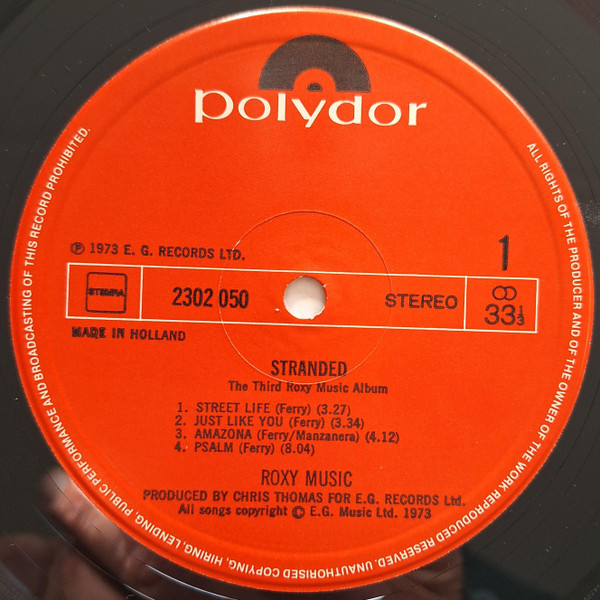 polydor
℗ 1973 E. G. RECORDS LTD.
1
STEMRA
2302 050
STEREO
33⅓
MADE IN HOLLAND
STRANDED
The Third Roxy Music Album
1. STREET LIFE (Ferry) (3.27)
2. JUST LIKE YOU (Ferry) (3.34)
3. AMAZONA (Ferry/Manzanera) (4.12)
4. PSALM (Ferry) (8.04)
ROXY MUSIC
PRODUCED BY CHRIS THOMAS FOR E.G. RECORDS Ltd.
All songs copyright © E.G. Music Ltd. 1973
ALL RIGHTS OF THE PRODUCER AND OF THE OWNER OF THE WORK REPRODUCED RESERVED. UNAUTHORISED COPYING, HIRING, LENDING, PUBLIC PERFORMANCE AND BROADCASTING OF THIS RECORD PROHIBITED.